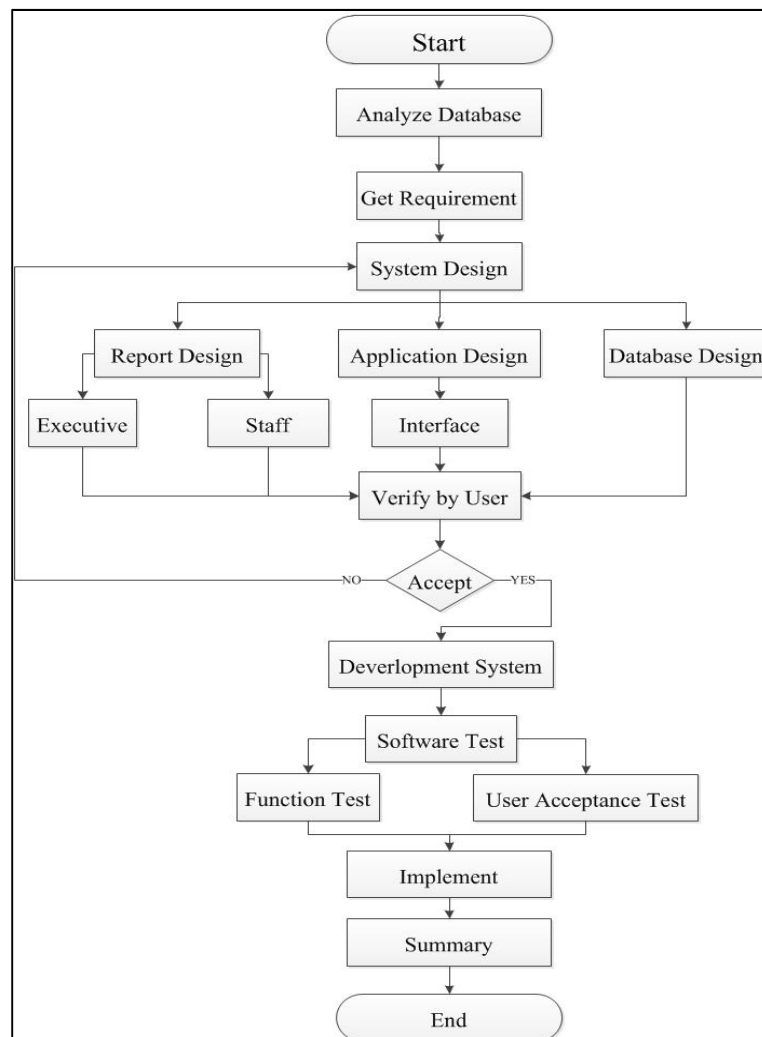 Start
Analyze Database
Get Requirement
System Design
Report Design
Application Design
Database Design
Executive
Staff
Interface
Verify by User
NO
Accept
YES
Deverlopment System
Software Test
Function Test
User Acceptance Test
Implement
Summary
End